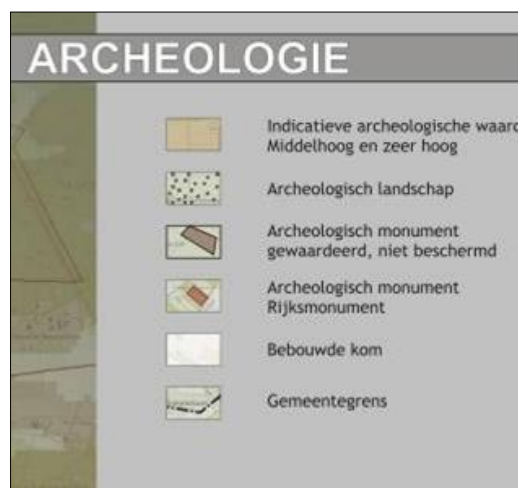 ARCHEOLOGIE
Indicatieve archeologische waard
Middelhoog en zeer hoog
Archeologisch landschap
Archeologisch monument
gewaardeerd, niet beschermd
Archeologisch monument
Rijksmonument
Bebouwde kom
Gemeentegrens